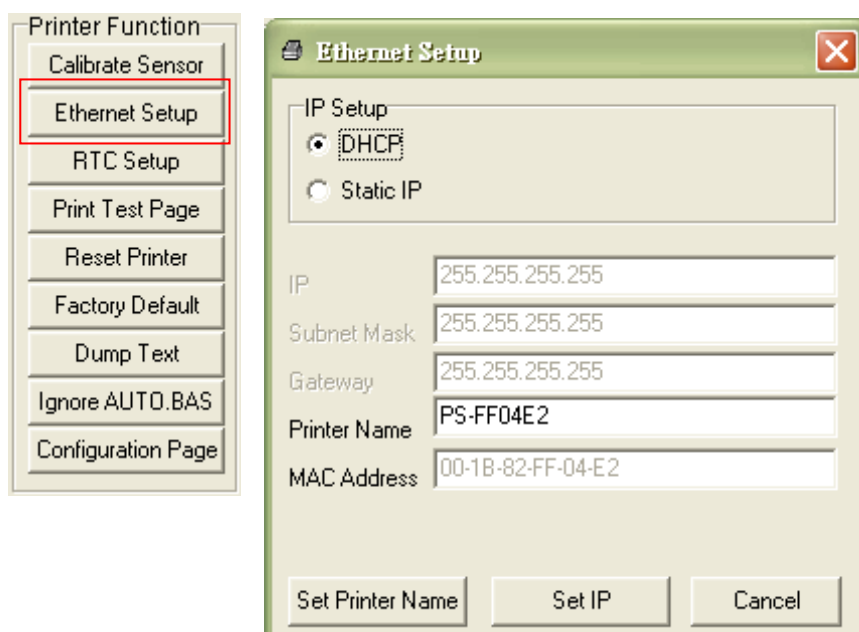 Printer Function
Calibrate Sensor
Ethernet Setup
RTC Setup
Print Test Page
Reset Printer
Factory Default
Dump Text
Ignore AUTO.BAS
Configuration Page
Ethernet Setup
IP Setup
DHCP
Static IP
IP 255.255.255.255
Subnet Mask 255.255.255.255
Gateway 255.255.255.255
Printer Name PS-FF04E2
MAC Address 00-1B-82-FF-04-E2
Set Printer Name Set IP Cancel